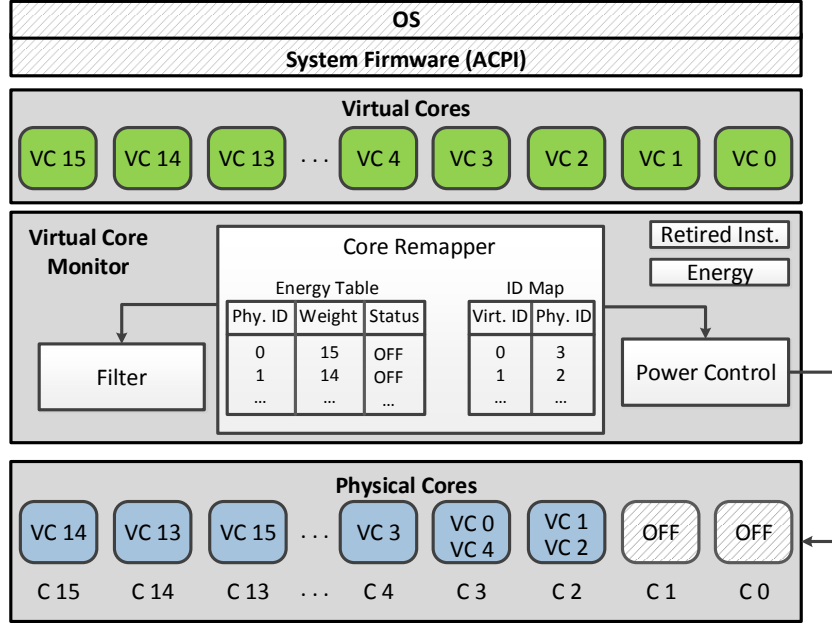 OS
System Firmware (ACPI)
Virtual Cores
VC 15 VC 14 VC 13 ... VC 4 VC 3 VC 2 VC 1 VC 0
Virtual Core
Monitor
Core Remapper
Retired Inst.
Energy
Energy Table
Phy. ID Weight Status
0 15 OFF
1 14 OFF
... ... ...
ID Map
Virt. ID Phy. ID
0 3
1 2
... ...
Filter
Power Control
Physical Cores
VC 14 VC 13 VC 15 ... VC 3 VC 0 VC 1 OFF OFF
VC 4 VC 2
C 15 C 14 C 13 ... C 4 C 3 C 2 C 1 C 0